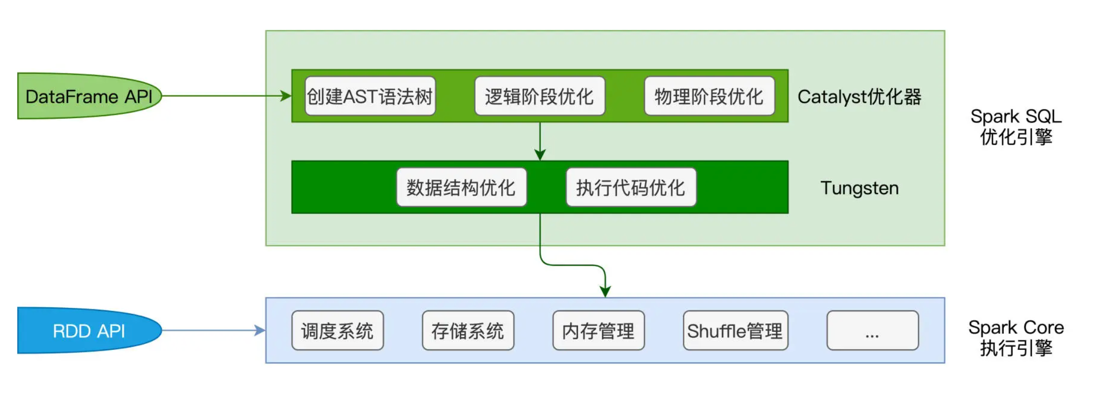 DataFrame API
创建AST语法树
逻辑阶段优化
物理阶段优化
Catalyst优化器
数据结构优化
执行代码优化
Tungsten
Spark SQL
优化引擎
RDD API
调度系统
存储系统
内存管理
Shuffle管理
...
Spark Core
执行引擎